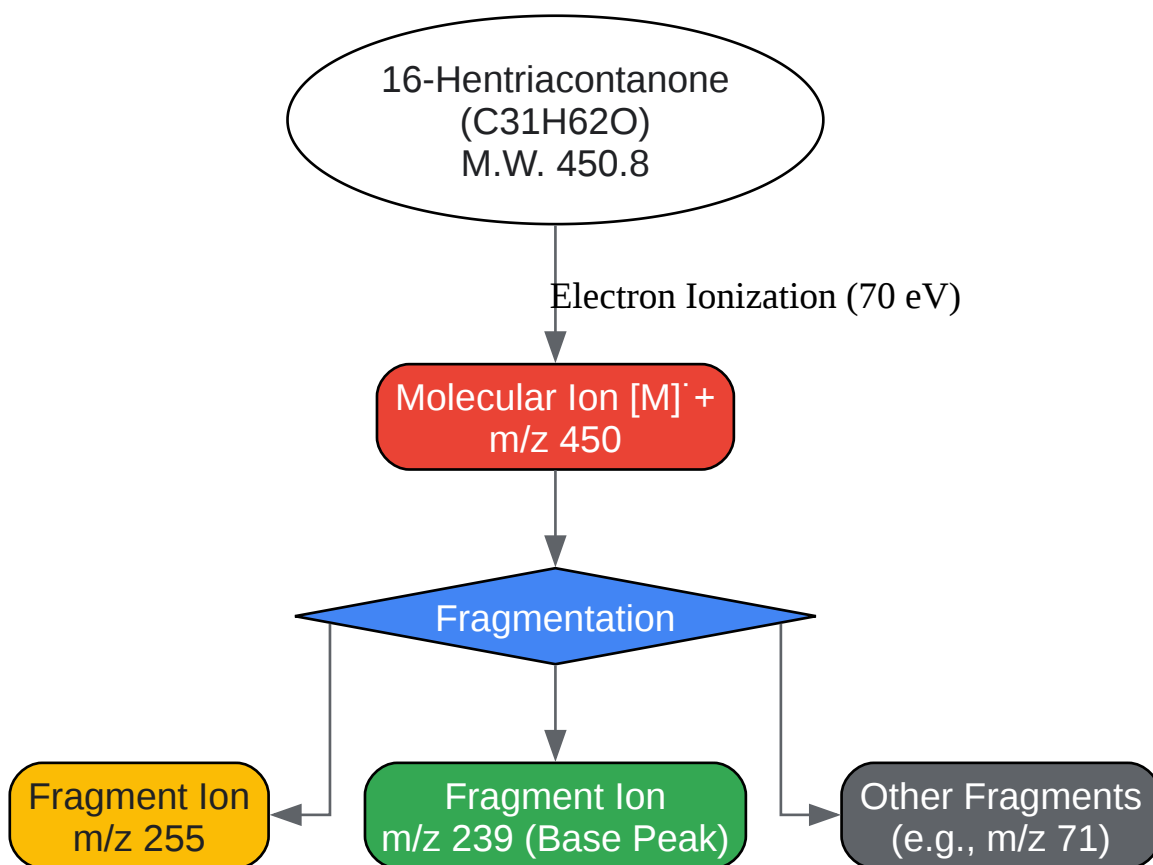 16-Hentriacontanone
(C31H62O)
M.W. 450.8
Electron Ionization (70 eV)
Molecular Ion [M]˙+
m/z 450
Fragmentation
Fragment Ion
m/z 255
Fragment Ion
m/z 239 (Base Peak)
Other Fragments
(e.g., m/z 71)